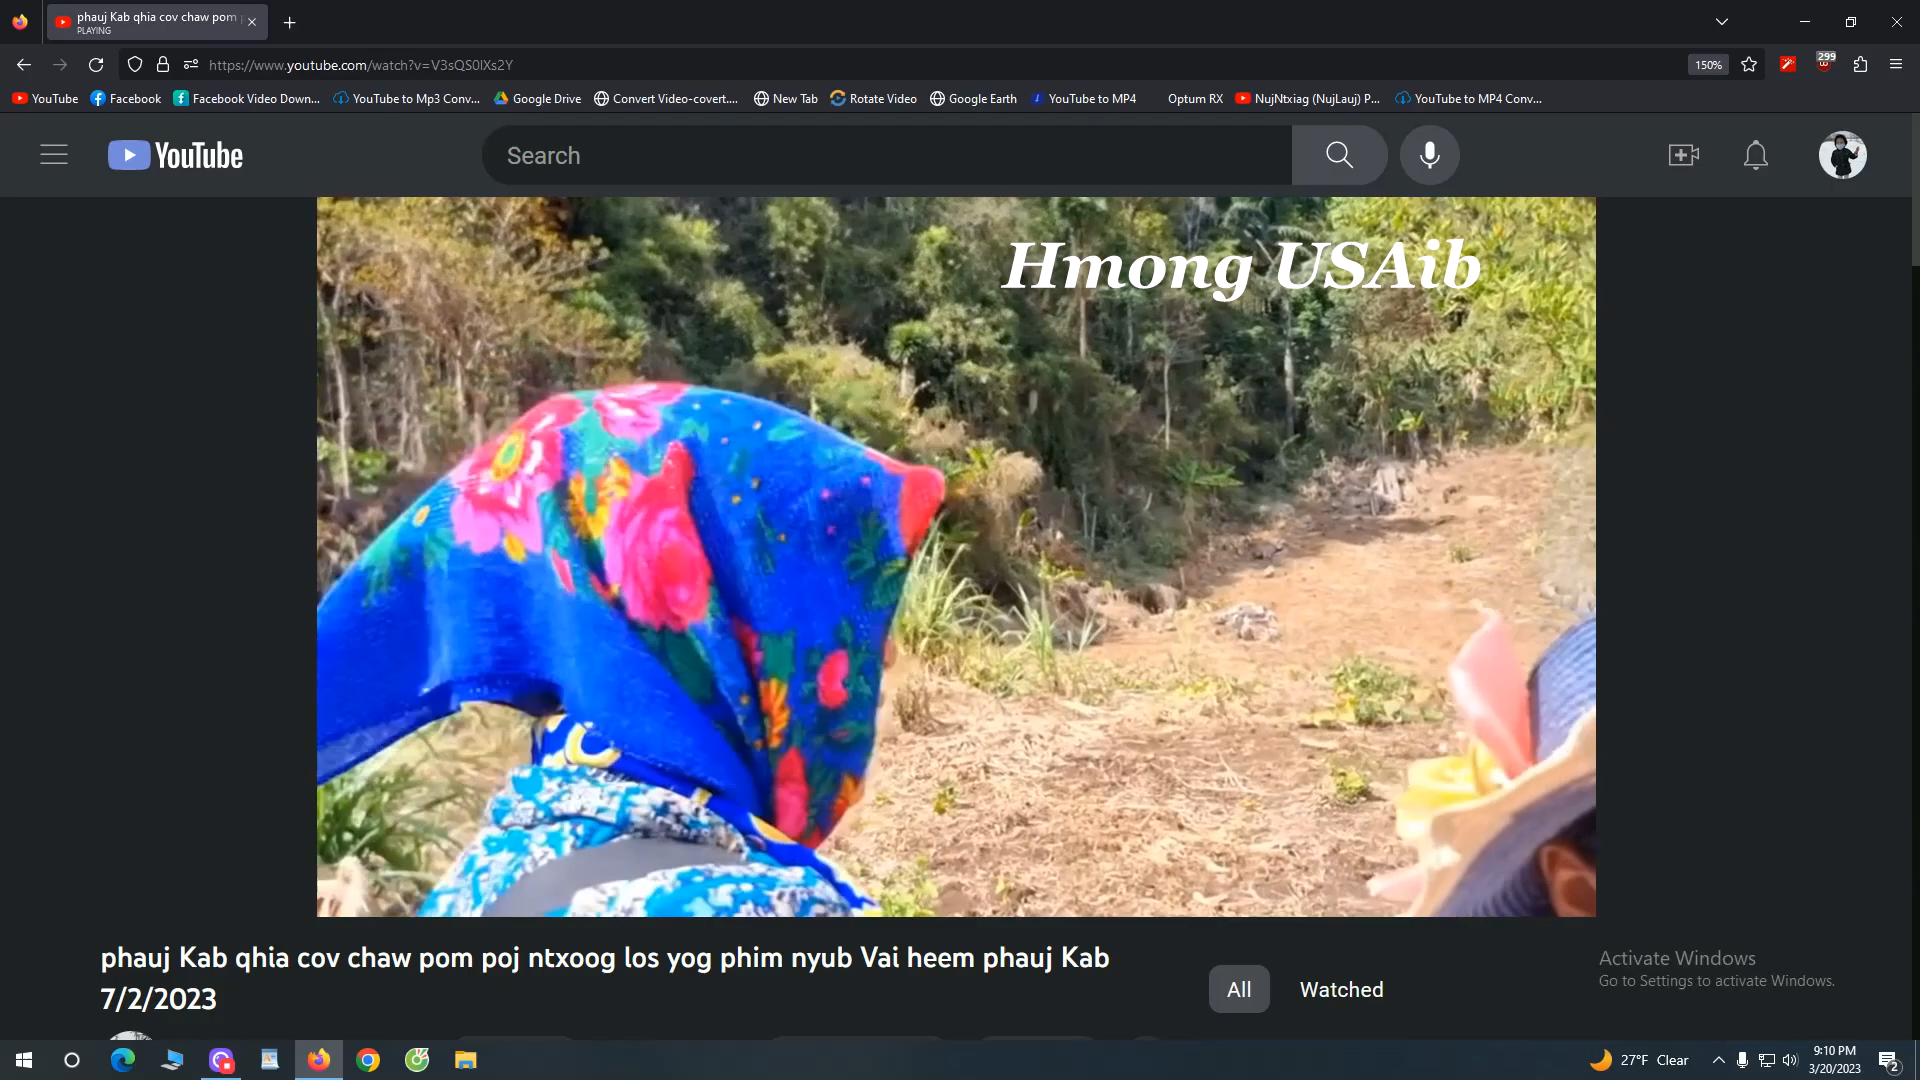 phauj Kab qhia cov chaw pom
PLAYING
https://www.youtube.com/watch?v=V3sQS0lXs2Y
150%
299
YouTube
Facebook
Facebook Video Down...
YouTube to Mp3 Conv...
Google Drive
Convert Video-covert....
New Tab
Rotate Video
Google Earth
YouTube to MP4
Optum RX
NujNtxiag (NujLauj) P...
YouTube to MP4 Conv...
YouTube
Search
Hmong USAib
phauj Kab qhia cov chaw pom poj ntxoog los yog phim nyub Vai heem phauj Kab
7/2/2023
All
Watched
Activate Windows
Go to Settings to activate Windows.
27°F Clear
9:10 PM
3/20/2023
2